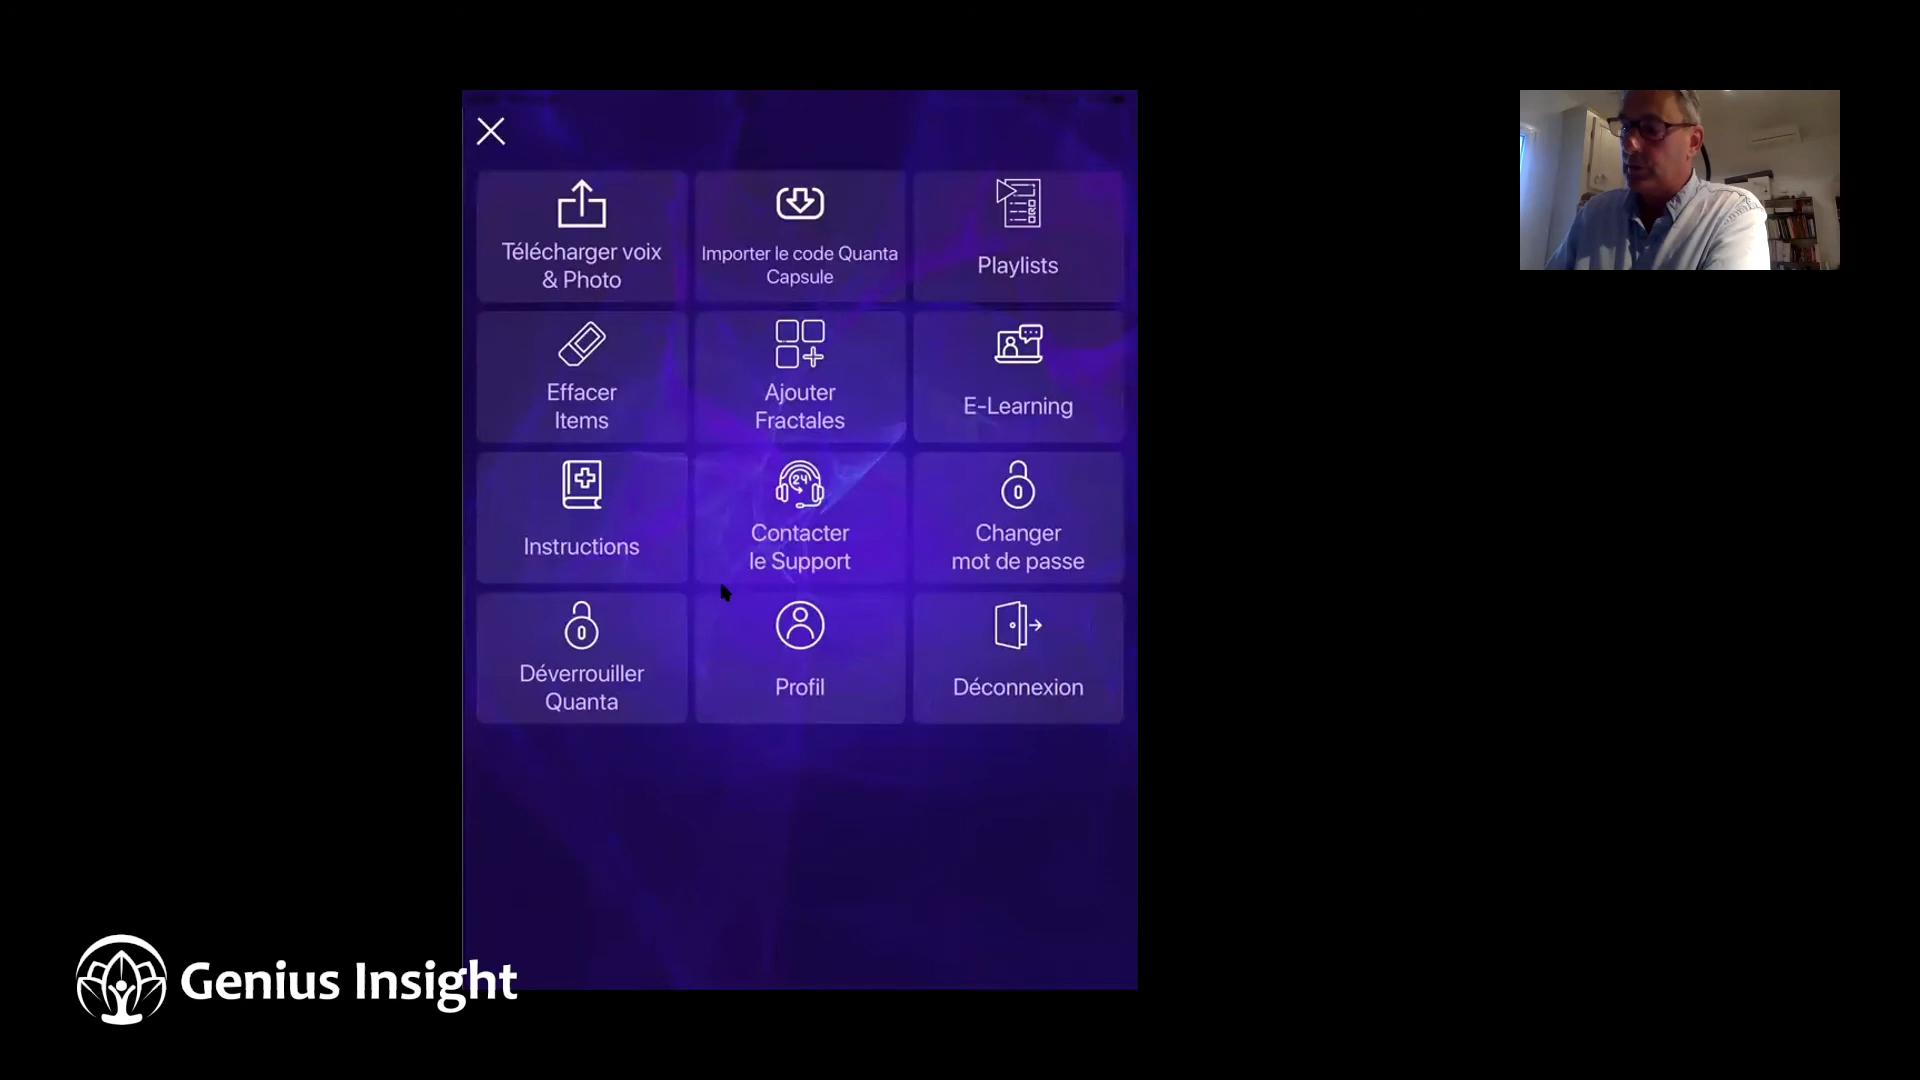 Télécharger voix
& Photo
Importer le code Quanta
Capsule
Playlists
Effacer
Items
Ajouter
Fractales
E-Learning
Instructions
24
Contacter
le Support
Changer
mot de passe
Déverrouiller
Quanta
Profil
Déconnexion
Genius Insight